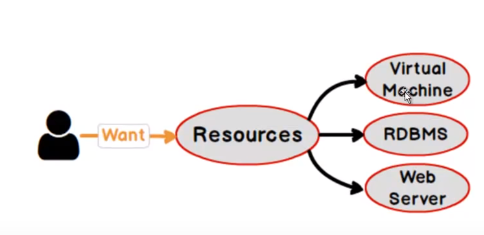 Want
Resources
Virtual
Machine
RDBMS
Web
Server